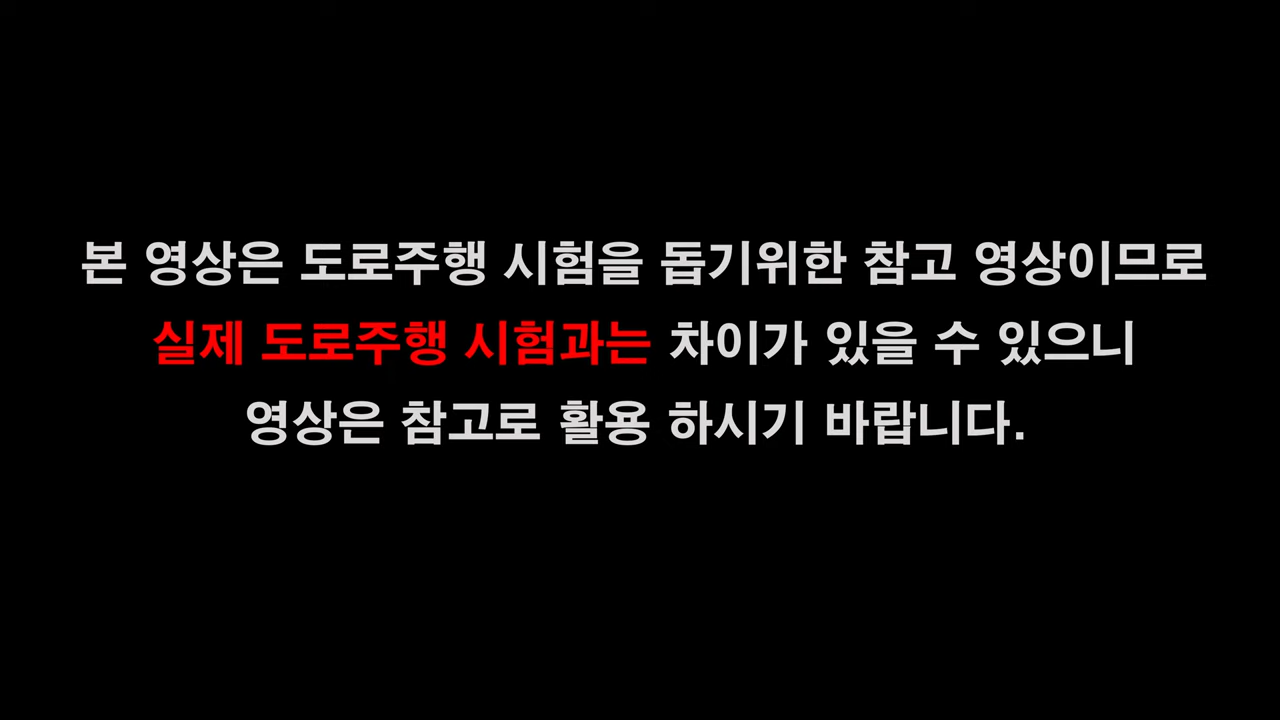 본 영상은 도로주행 시험을 돕기위한 참고 영상이므로
실제 도로주행 시험과는 차이가 있을 수 있으니
영상은 참고로 활용 하시기 바랍니다.